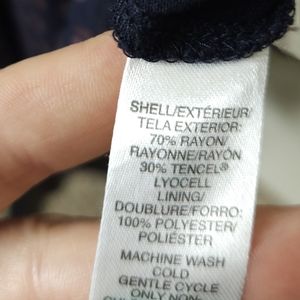 SHELL/EXTÉRIEUR/
TELA EXTERIOR:
70% RAYON/
RAYONNE/RAYÓN
30% TENCEL®
LYOCELL
LINING/
DOUBLURE/FORRO:
100% POLYESTER/
POLIÉSTER
MACHINE WASH
COLD
GENTLE CYCLE
ONLY NON